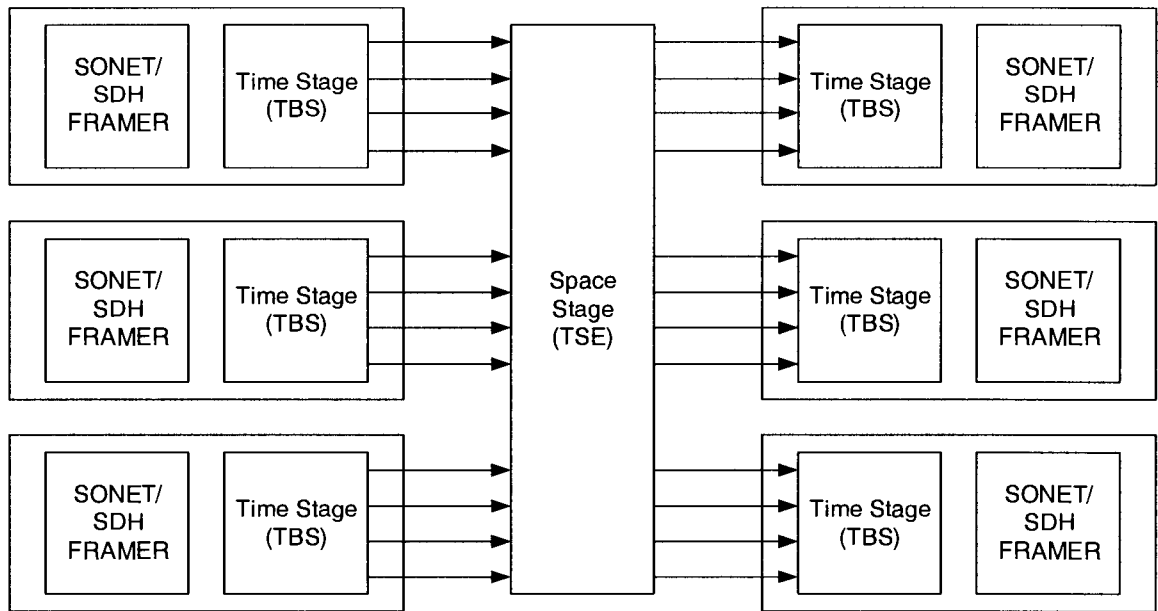 SONET/
SDH
FRAMER
Time Stage
(TBS)
Time Stage
(TBS)
SONET/
SDH
FRAMER
SONET/
SDH
FRAMER
Time Stage
(TBS)
Space
Stage
(TSE)
Time Stage
(TBS)
SONET/
SDH
FRAMER
SONET/
SDH
FRAMER
Time Stage
(TBS)
Time Stage
(TBS)
SONET/
SDH
FRAMER